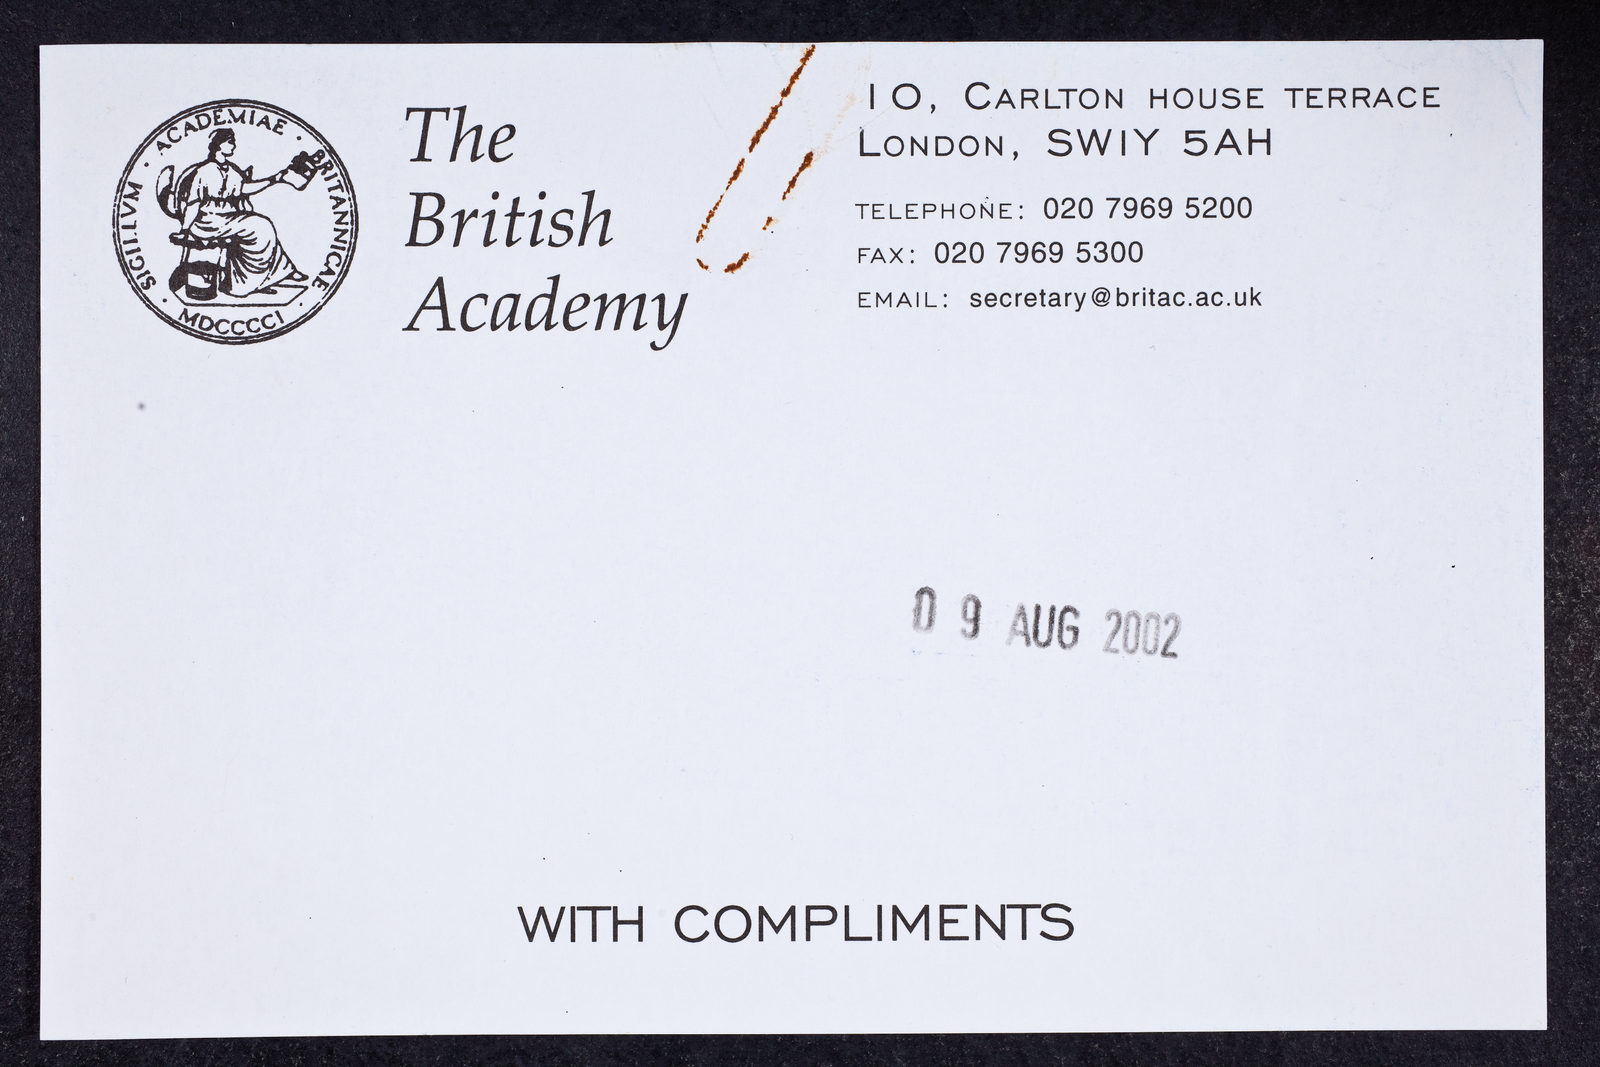 SIGILLVM · ACADEMIAE · BRITANNICAE · MDCCCCI ·
The
British
Academy
10, CARLTON HOUSE TERRACE
LONDON, SW1Y 5AH
TELEPHONE: 020 7969 5200
FAX: 020 7969 5300
EMAIL: secretary@britac.ac.uk
09 AUG 2002
WITH COMPLIMENTS